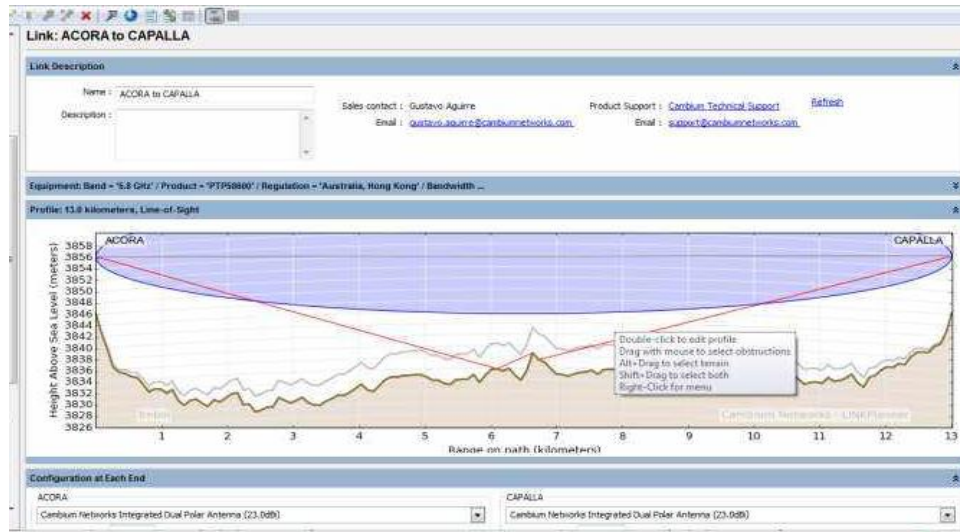 Link: ACORA to CAPALLA
Link Description
Name : ACORA to CAPALLA
Description :
Sales contact : Gustavo Aguirre
Email : gustavo.aguirre@cambiumnetworks.com
Product Support : Cambium Technical Support
Email : support@cambiumnetworks.com
Refresh
Equipment: Band = '5.8 GHz' / Product = 'PTP58600' / Regulation = 'Australia, Hong Kong' / Bandwidth ...
Profile: 13.0 kilometers, Line-of-Sight
Height Above Sea Level (meters)
3858
3856
3854
3852
3850
3848
3846
3844
3842
3840
3838
3836
3834
3832
3830
3828
3826
ACORA
CAPALLA
Double-click to edit profile
Drag with mouse to select obstructions
Alt+Drag to select terrain
Shift+Drag to select both
Right-Click for menu
Cambium Networks - LINKPlanner
1 2 3 4 5 6 7 8 9 10 11 12 13
Range on path (kilometers)
Configuration at Each End
ACORA
Cambium Networks Integrated Dual Polar Antenna (23.0dBi)
CAPALLA
Cambium Networks Integrated Dual Polar Antenna (23.0dBi)